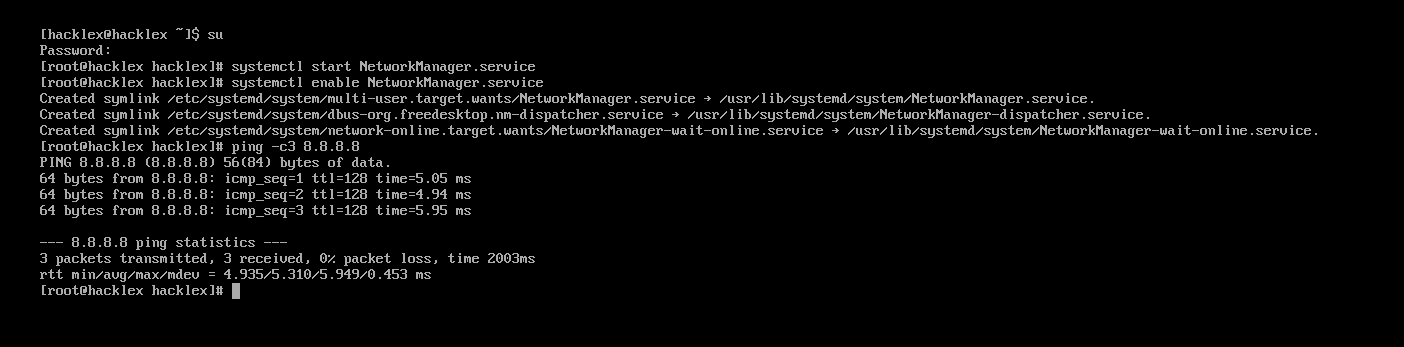 [hacklex@hacklex ~]$ su
Password:
[root@hacklex hacklex]# systemctl start NetworkManager.service
[root@hacklex hacklex]# systemctl enable NetworkManager.service
Created symlink /etc/systemd/system/multi-user.target.wants/NetworkManager.service → /usr/lib/systemd/system/NetworkManager.service.
Created symlink /etc/systemd/system/dbus-org.freedesktop.nm-dispatcher.service → /usr/lib/systemd/system/NetworkManager-dispatcher.service.
Created symlink /etc/systemd/system/network-online.target.wants/NetworkManager-wait-online.service → /usr/lib/systemd/system/NetworkManager-wait-online.service.
[root@hacklex hacklex]# ping -c3 8.8.8.8
PING 8.8.8.8 (8.8.8.8) 56(84) bytes of data.
64 bytes from 8.8.8.8: icmp_seq=1 ttl=128 time=5.05 ms
64 bytes from 8.8.8.8: icmp_seq=2 ttl=128 time=4.94 ms
64 bytes from 8.8.8.8: icmp_seq=3 ttl=128 time=5.95 ms
--- 8.8.8.8 ping statistics ---
3 packets transmitted, 3 received, 0% packet loss, time 2003ms
rtt min/avg/max/mdev = 4.935/5.310/5.949/0.453 ms
[root@hacklex hacklex]#